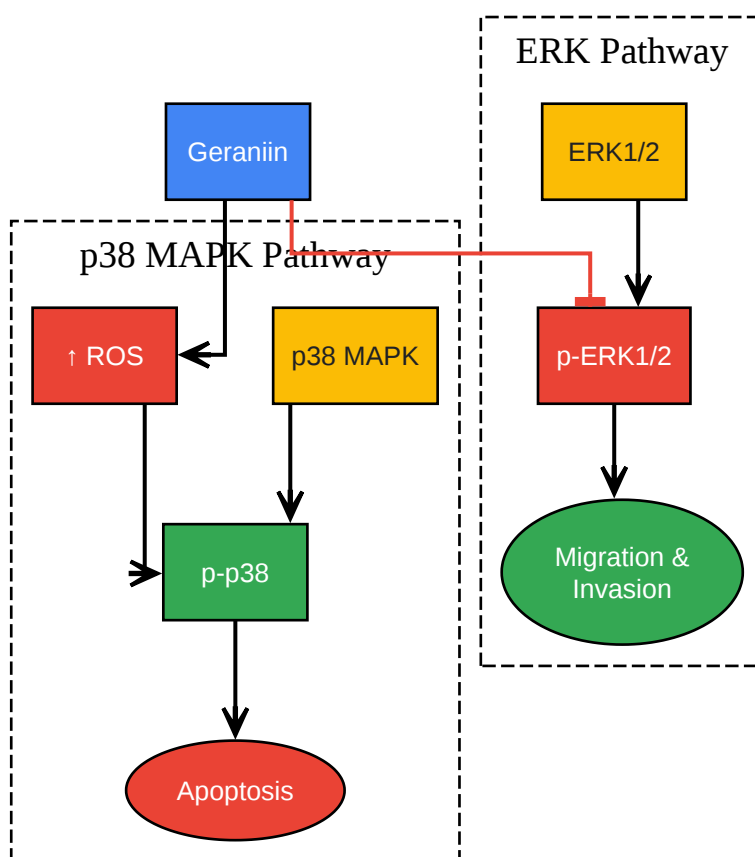 ERK Pathway
Geraniin
ERK1/2
p38 MAPK Pathway
↑ ROS
p38 MAPK
p-ERK1/2
p-p38
Migration &
Invasion
Apoptosis